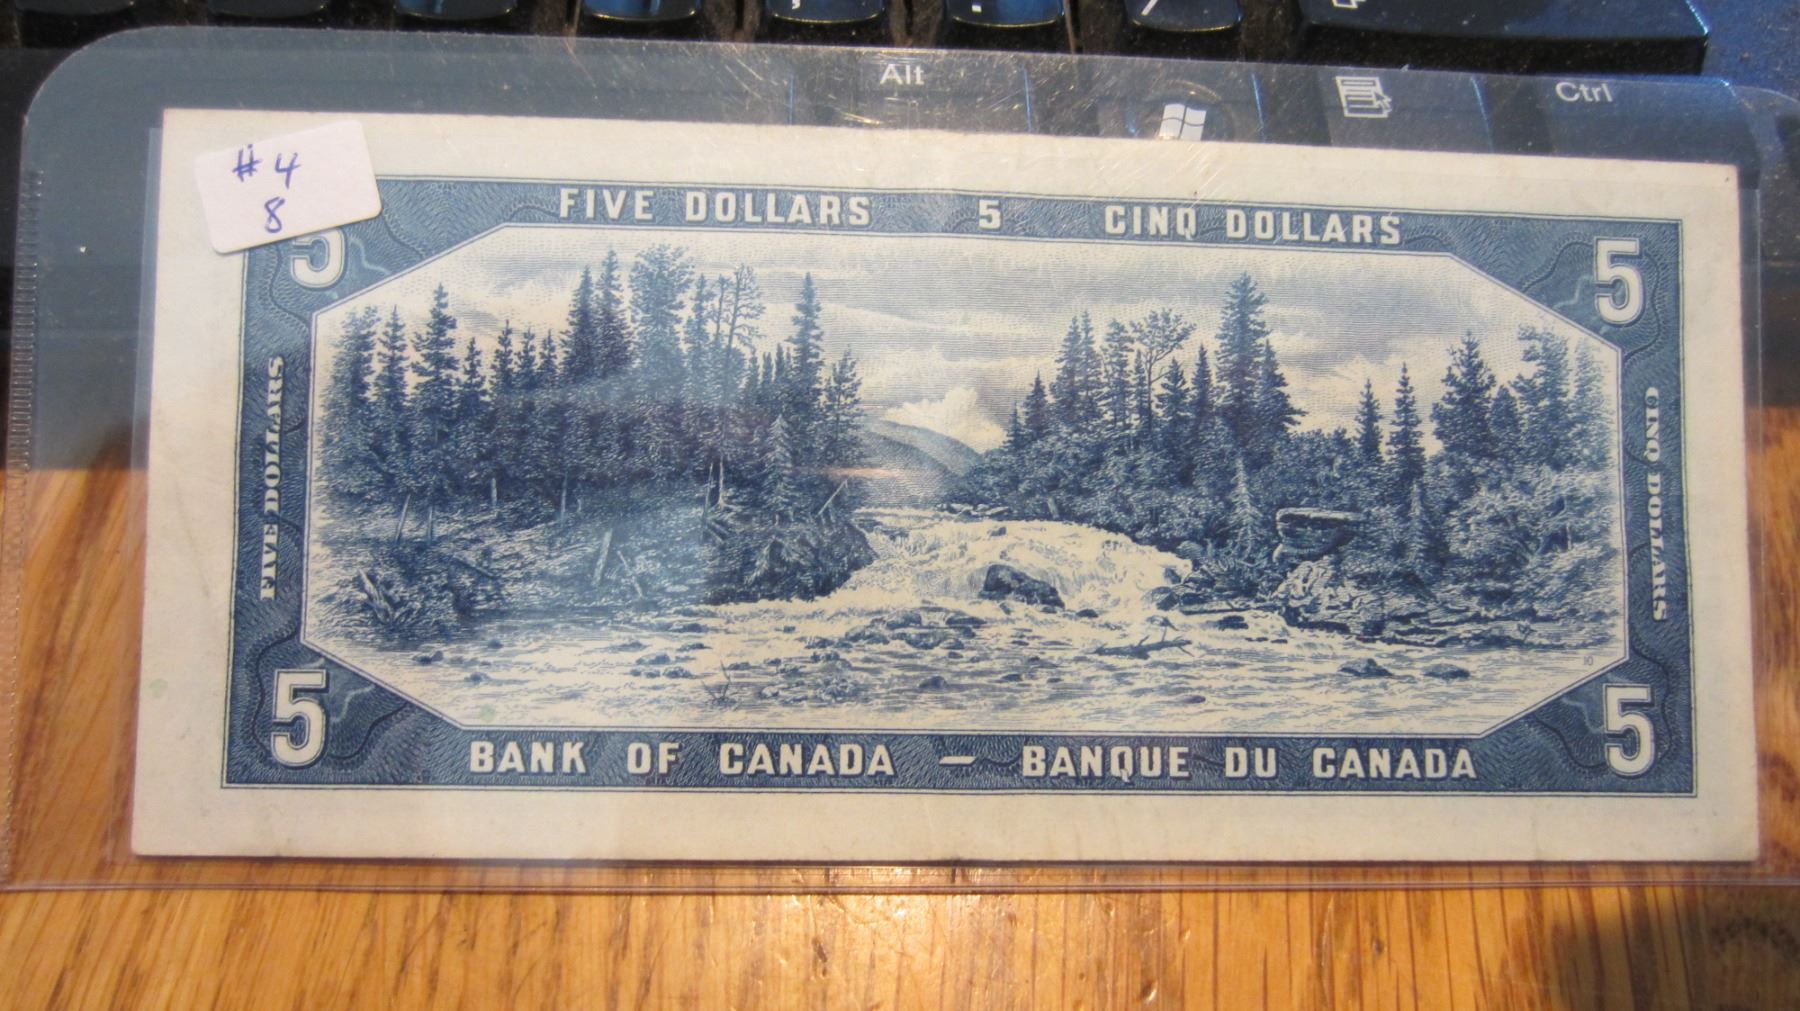 Alt
Ctrl
#4
8
FIVE DOLLARS 5 CINQ DOLLARS
5
5
FIVE DOLLARS
CINQ DOLLARS
10
5
5
BANK OF CANADA – BANQUE DU CANADA